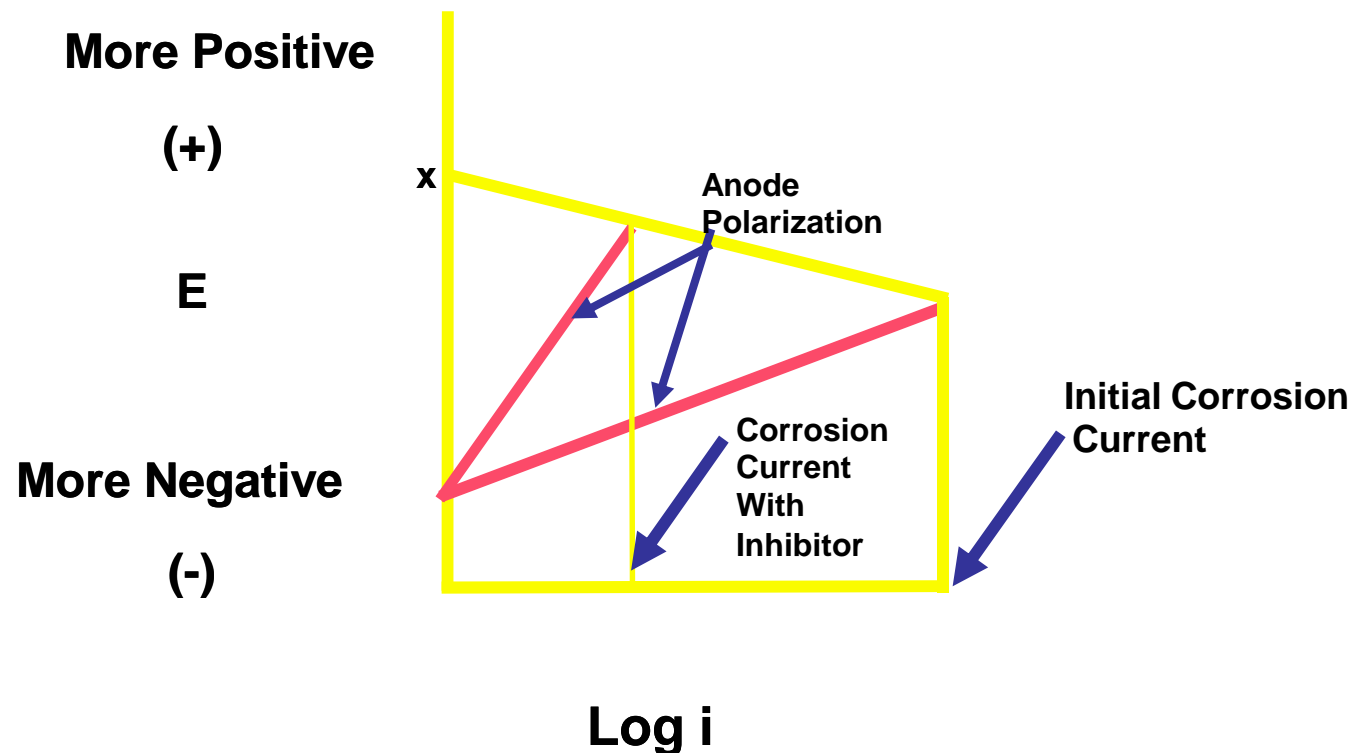 More Positive
(+)
x
Anode
Polarization
E
Initial Corrosion
Current
Corrosion
Current
With
Inhibitor
More Negative
(-)
Log i